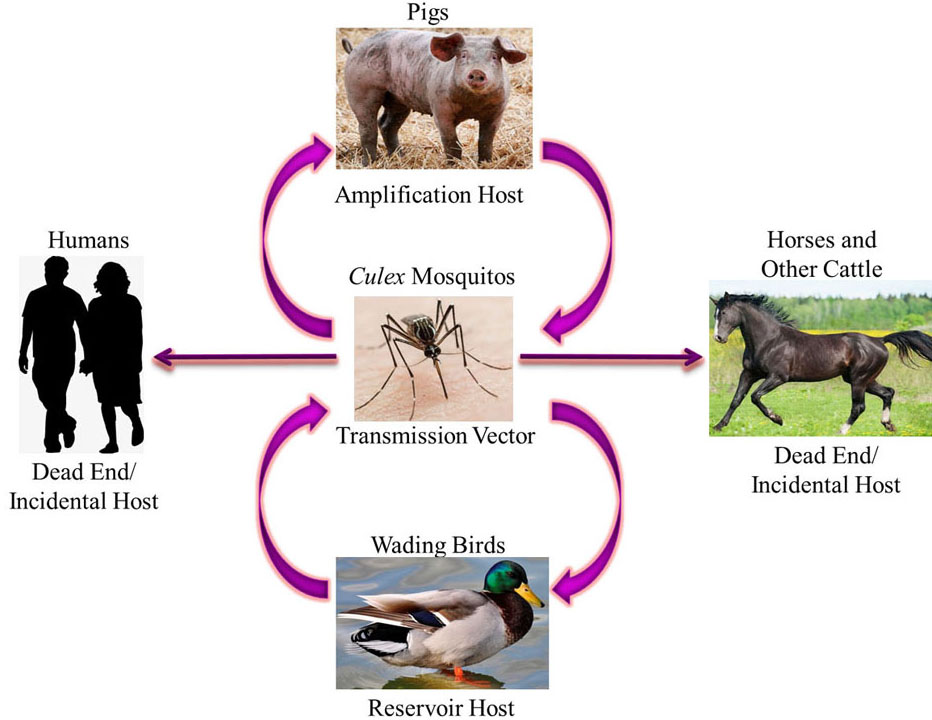 Pigs
Amplification Host
Humans
Dead End/
Incidental Host
Culex Mosquitos
Transmission Vector
Horses and
Other Cattle
Dead End/
Incidental Host
Wading Birds
Reservoir Host